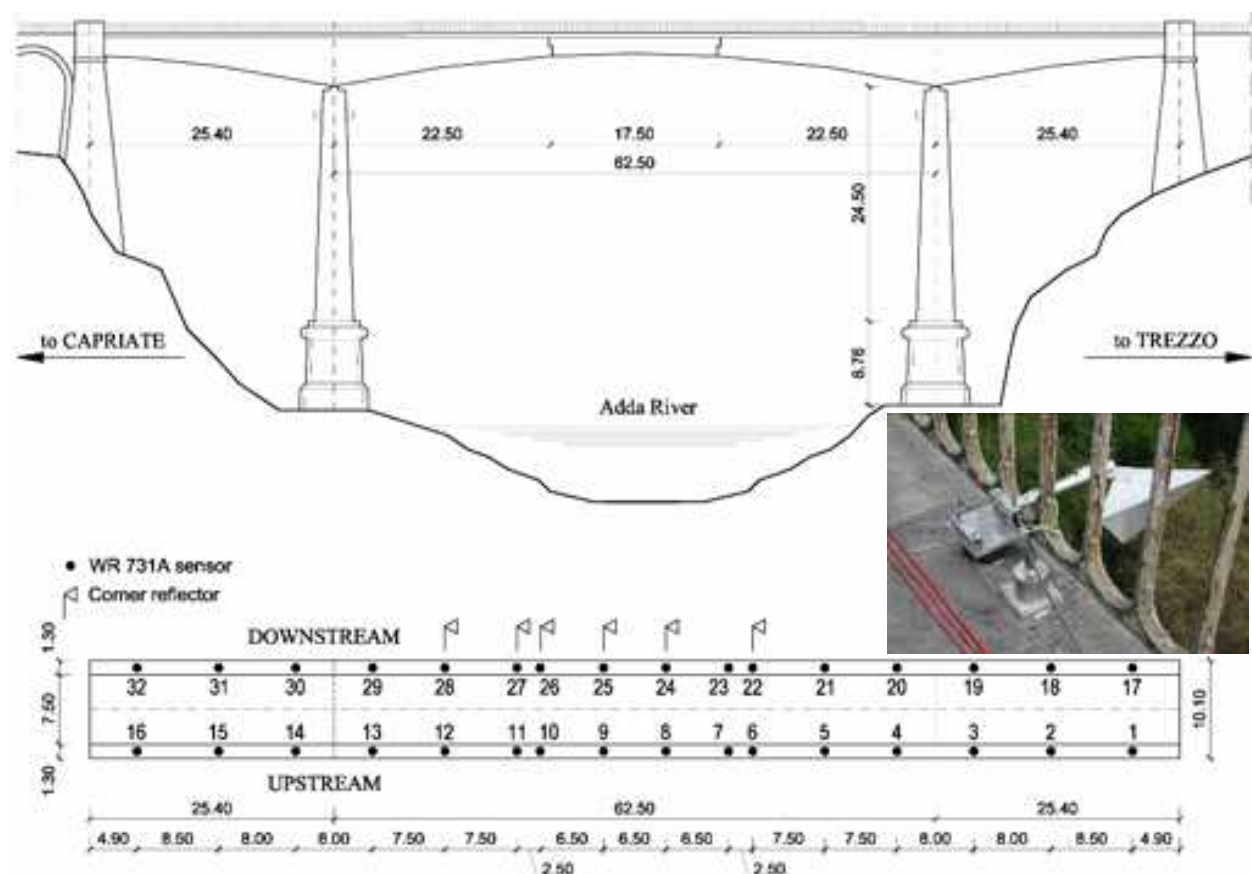 25.40 22.50 17.50 22.50 25.40
62.50
24.50
to CAPRIATE
to TREZZO
8.76
Adda River
WR 731A sensor
Corner reflector
1.30
DOWNSTREAM
32 31 30 29 28 27 26 25 24 23 22 21 20 19 18 17
7.50
10.10
16 15 14 13 12 11 10 9 8 7 6 5 4 3 2 1
1.30
UPSTREAM
25.40 62.50 25.40
4.90 8.50 8.00 8.00 7.50 7.50 6.50 6.50 6.50 7.50 7.50 8.00 8.00 8.50 4.90
2.50 2.50